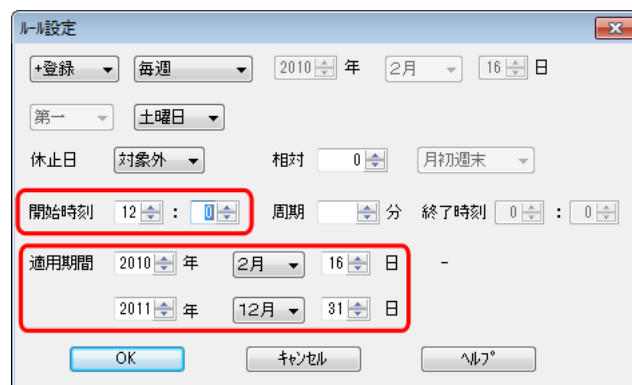 ルール設定
+登録 毎週 2010 年 2月 16 日
第一 土曜日
休止日 対象外 相対 0 月初週末
開始時刻 12 : 0 周期 分 終了時刻 0 : 0
適用期間 2010 年 2月 16 日 -
2011 年 12月 31 日
OK キャンセル ヘルプ